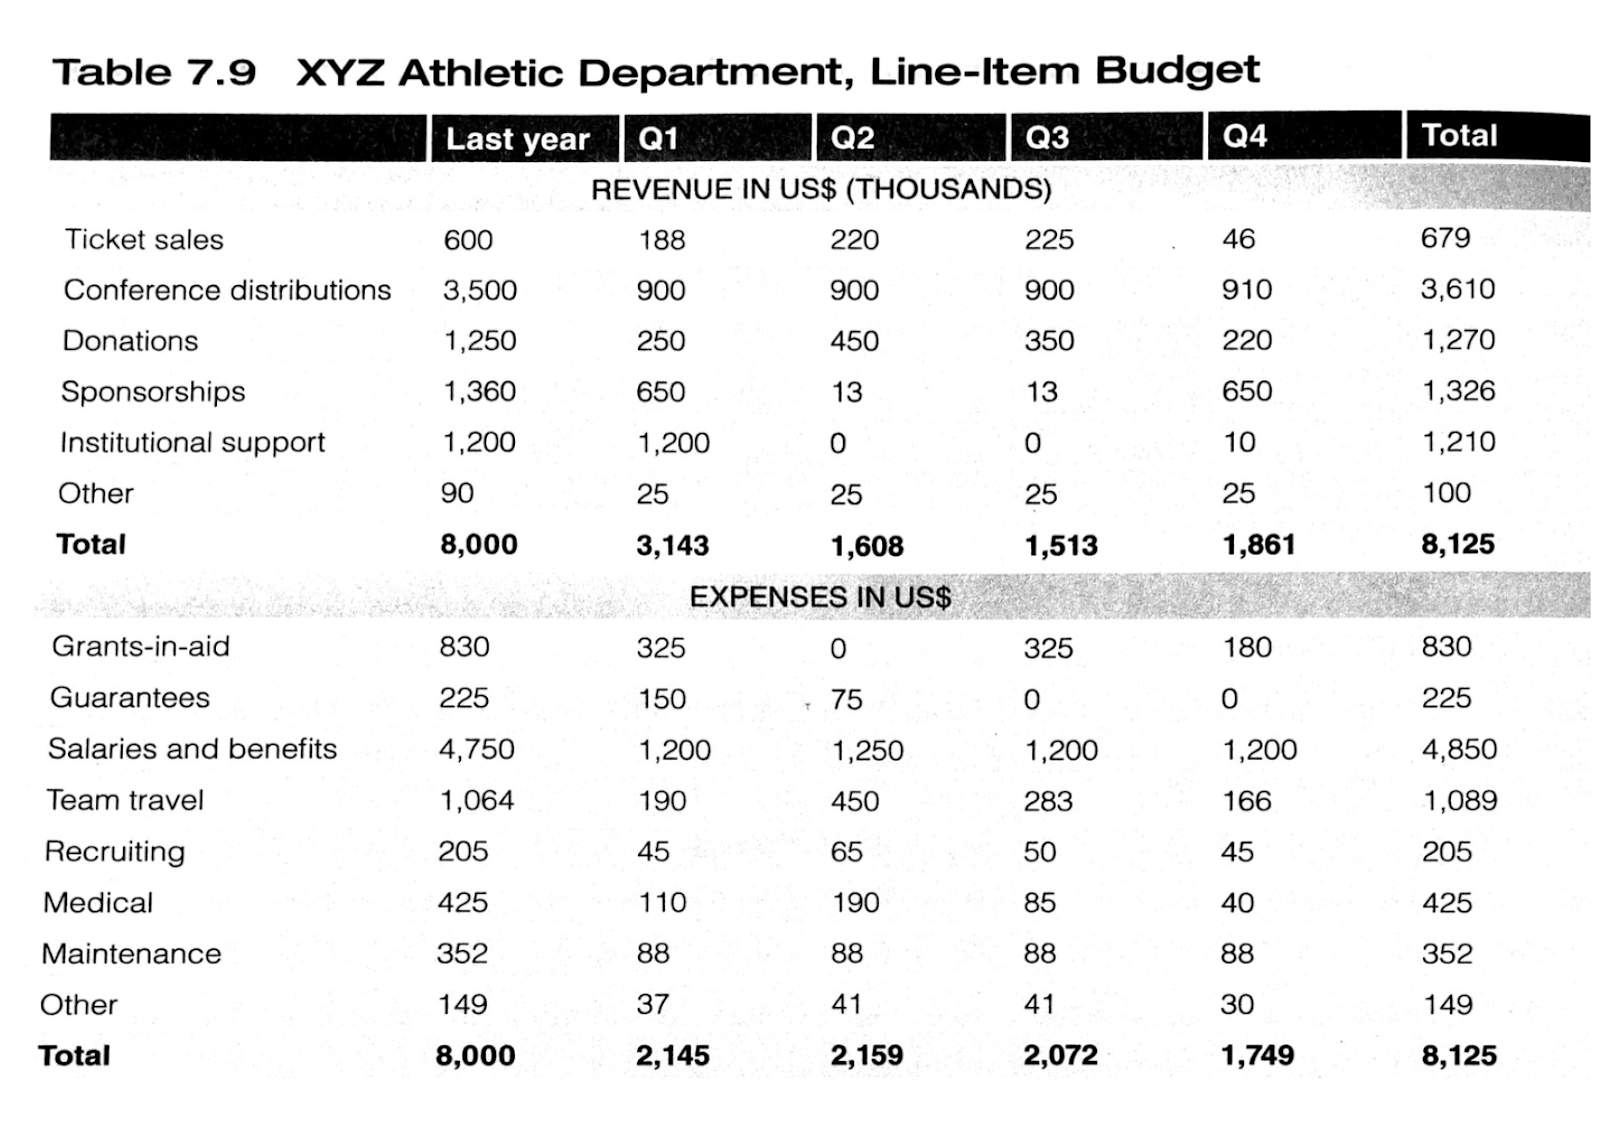 Table 7.9 XYZ Athletic Department, Line-Item Budget
Last year Q1 Q2 Q3 Q4 Total
REVENUE IN US$ (THOUSANDS)
Ticket sales 600 188 220 225 46 679
Conference distributions 3,500 900 900 900 910 3,610
Donations 1,250 250 450 350 220 1,270
Sponsorships 1,360 650 13 13 650 1,326
Institutional support 1,200 1,200 0 0 10 1,210
Other 90 25 25 25 25 100
Total 8,000 3,143 1,608 1,513 1,861 8,125
EXPENSES IN US$
Grants-in-aid 830 325 0 325 180 830
Guarantees 225 150 75 0 0 225
Salaries and benefits 4,750 1,200 1,250 1,200 1,200 4,850
Team travel 1,064 190 450 283 166 1,089
Recruiting 205 45 65 50 45 205
Medical 425 110 190 85 40 425
Maintenance 352 88 88 88 88 352
Other 149 37 41 41 30 149
Total 8,000 2,145 2,159 2,072 1,749 8,125